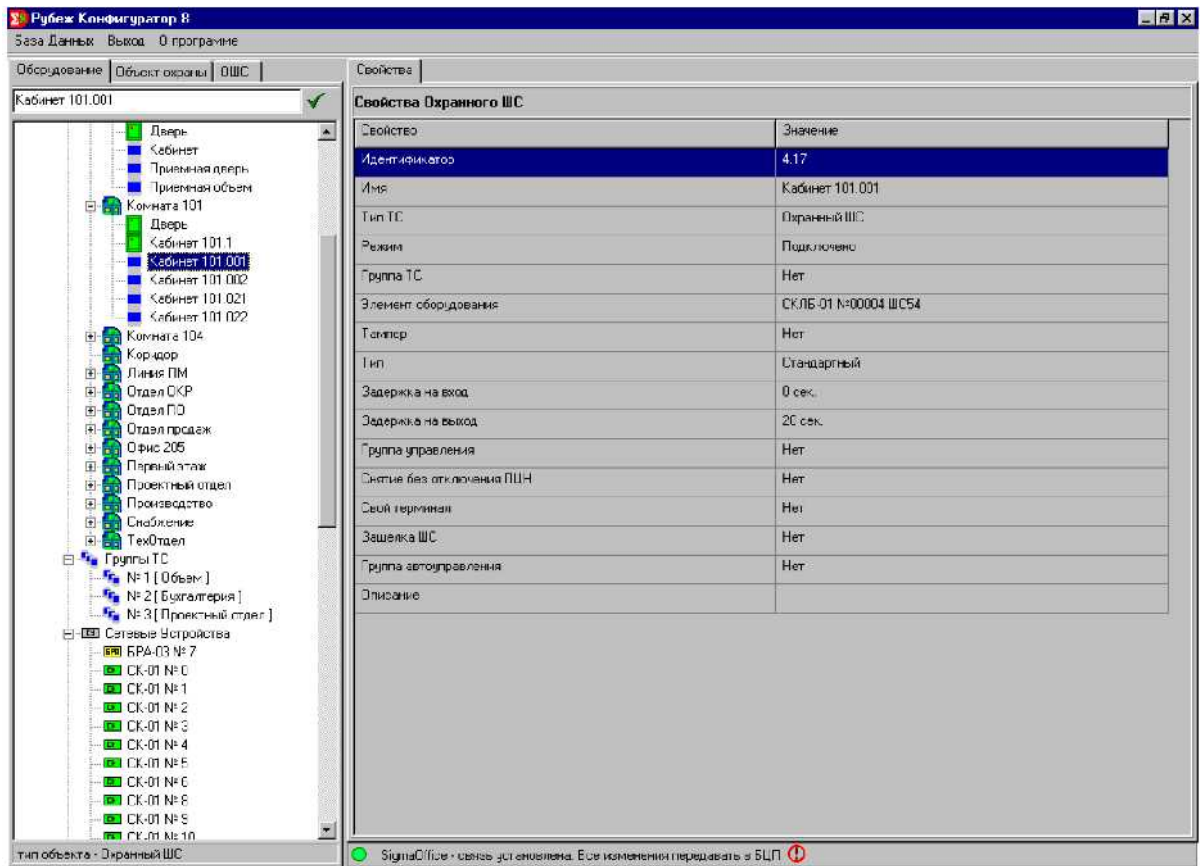 Рубеж Конфигуратор 8
База Данных Выход О программе
Оборудование Объект охраны ОШС
Кабинет 101.001
Дверь
Кабинет
Приемная дверь
Приемная объем
Комната 101
Дверь
Кабинет 101.1
Кабинет 101.001
Кабинет 101.002
Кабинет 101.021
Кабинет 101.022
Комната 104
Коридор
Линия ПМ
Отдел ОКР
Отдел ПО
Отдел продаж
Офис 205
Первый этаж
Проектный отдел
Производство
Снабжение
ТехОтдел
Группы ТС
№ 1 [ Объем ]
№ 2 [ Бухгалтерия ]
№ 3 [ Проектный отдел ]
Сетевые Устройства
БРА-03 № 7
СК-01 № 0
СК-01 № 1
СК-01 № 2
СК-01 № 3
СК-01 № 4
СК-01 № 5
СК-01 № 6
СК-01 № 8
СК-01 № 9
СК-01 № 10
тип объекта - Охранный ШС
Свойства
Свойства Охранного ШС
Свойство Значение
Идентификатор 4.17
Имя Кабинет 101.001
Тип ТС Охранный ШС
Режим Подключено
Группа ТС Нет
Элемент оборудования СКЛБ-01 №00004 ШС54
Тампер Нет
Тип Стандартный
Задержка на вход 0 сек.
Задержка на выход 20 сек.
Группа управления Нет
Снятие без отключения ПЦН Нет
Свой терминал Нет
Защелка ШС Нет
Группа автоуправления Нет
Описание
SigmaOffice - связь установлена. Все изменения передавать в БЦП